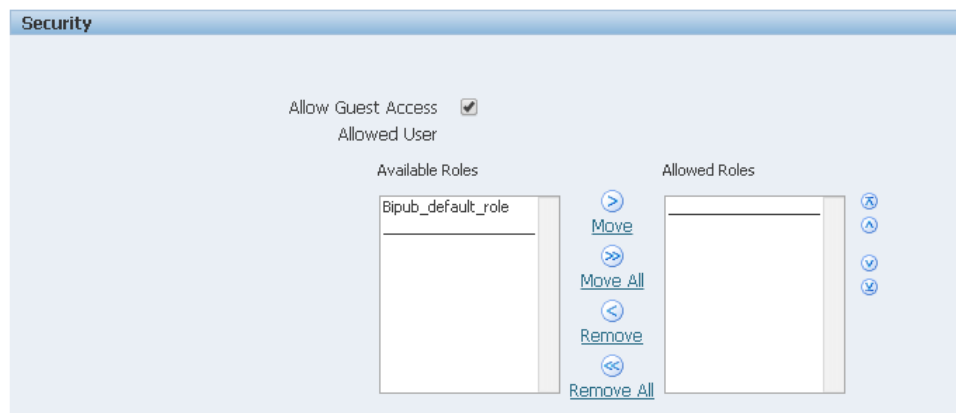 Security
Allow Guest Access
Allowed User
Available Roles
Allowed Roles
Bipub_default_role
Move
Move All
Remove
Remove All